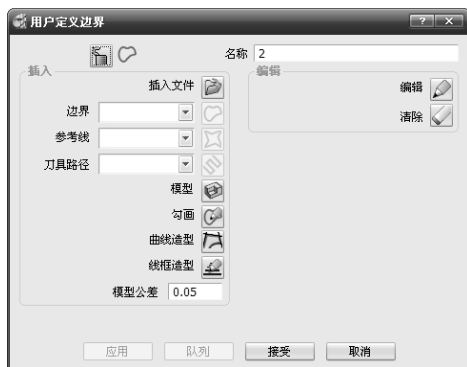 用户定义边界
名称 2
插入
编辑
插入文件
编辑
边界
清除
参考线
刀具路径
模型
勾画
曲线造型
线框造型
模型公差 0.05
应用 队列 接受 取消